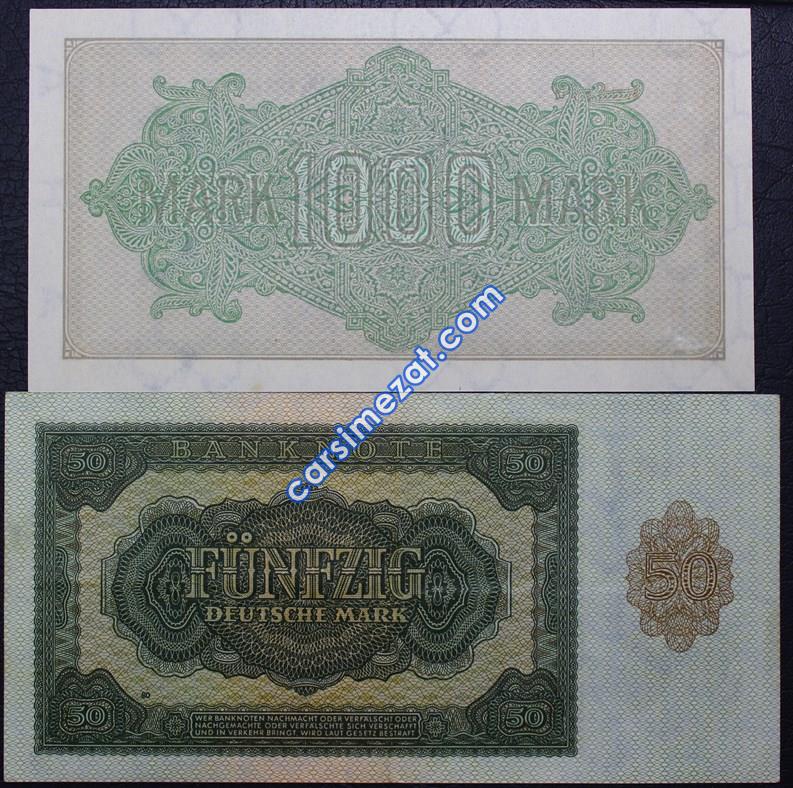 MARK 1000 MARK
carsimezat.com
50 BANKNOTE 50
FÜNFZIG
DEUTSCHE MARK
50
80
50 50
WER BANKNOTEN NACHMACHT ODER VERFÄLSCHT ODER
NACHGEMACHTE ODER VERFÄLSCHTE SICH VERSCHAFFT
UND IN VERKEHR BRINGT, WIRD LAUT GESETZ BESTRAFT